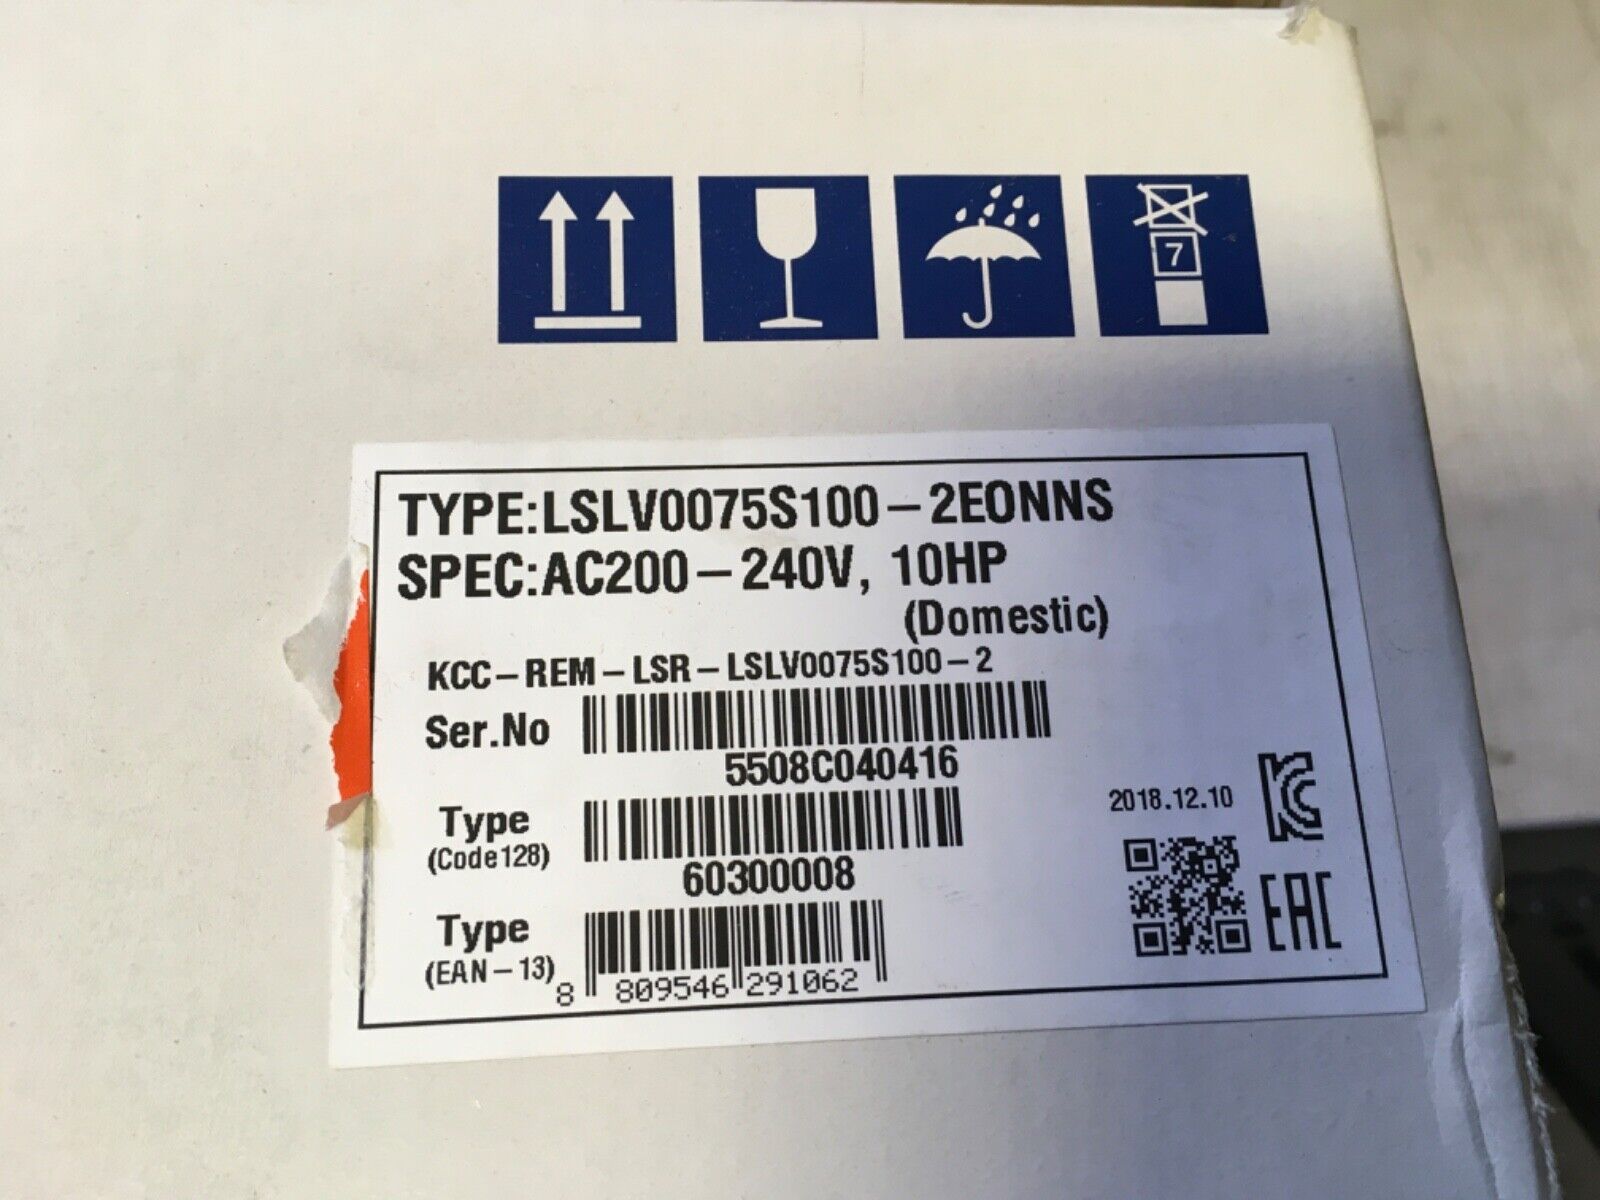 7
TYPE:LSLV0075S100-2EONNS
SPEC:AC200-240V, 10HP
(Domestic)
KCC-REM-LSR-LSLV0075S100-2
Ser.No
5508C040416
Type
(Code128)
60300008
2018.12.10
Type
(EAN-13)
8 809546 291062
KC
EAC